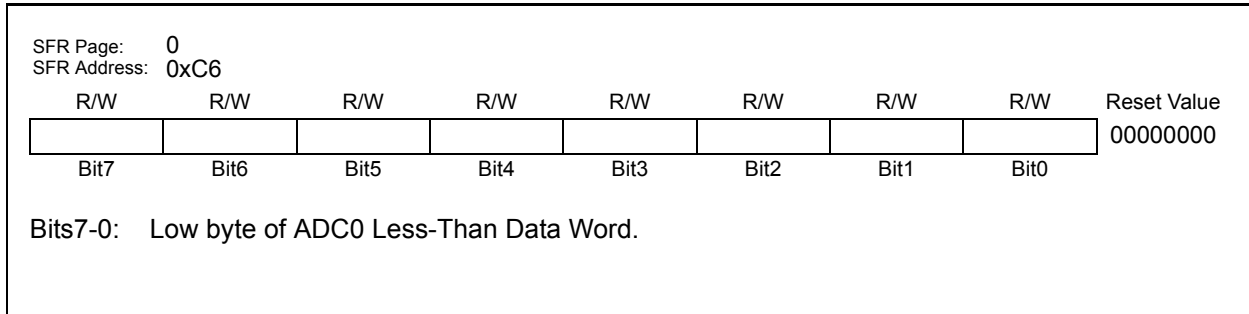 SFR Page: 0
SFR Address: 0xC6
R/W R/W R/W R/W R/W R/W R/W R/W Reset Value
00000000
Bit7 Bit6 Bit5 Bit4 Bit3 Bit2 Bit1 Bit0
Bits7-0: Low byte of ADC0 Less-Than Data Word.